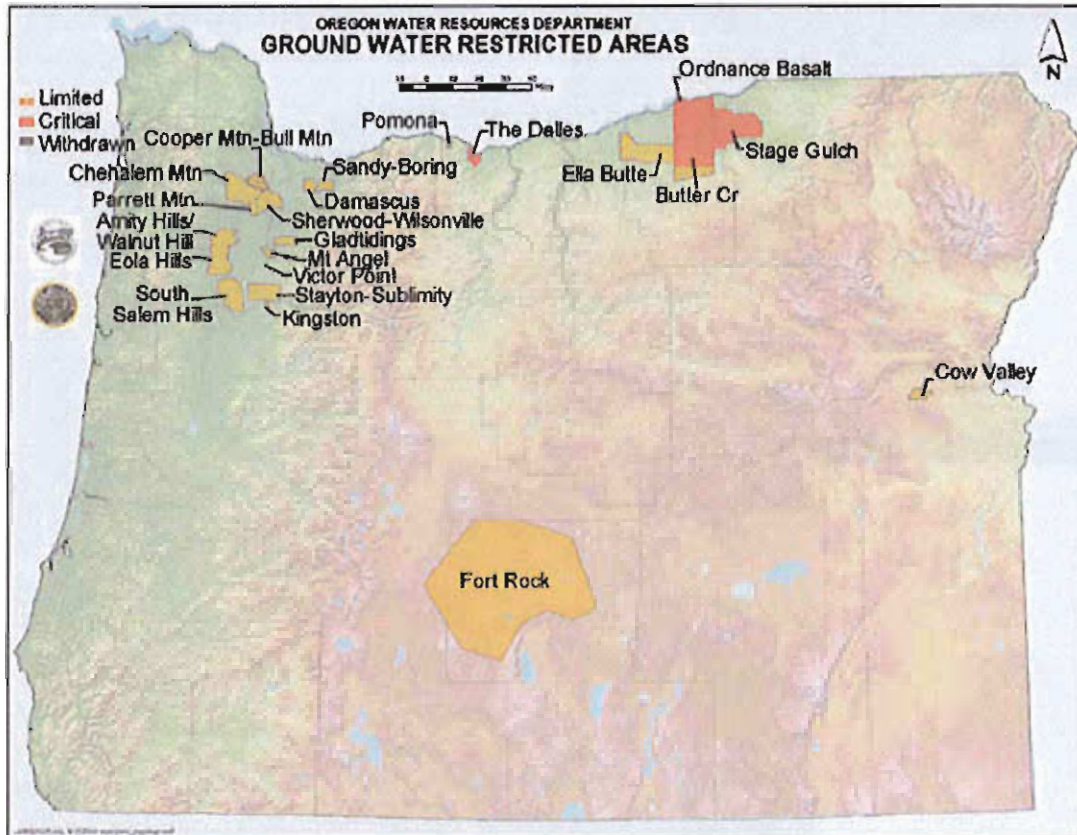 OREGON WATER RESOURCES DEPARTMENT
GROUND WATER RESTRICTED AREAS
N
Limited
Critical
Withdrawn
Ordnance Basalt
Pomona
The Dalles
Cooper Mtn-Bull Mtn
Chehalem Mtn
Sandy-Boring
Ella Butte
Stage Gulch
Butler Cr
Damascus
Parrett Mtn
Sherwood-Wilsonville
Amity Hills/
Walnut Hill
Gladtidings
Mt Angel
Eola Hills
Victor Point
South
Salem Hills
Stayton-Sublimity
Kingston
Cow Valley
Fort Rock